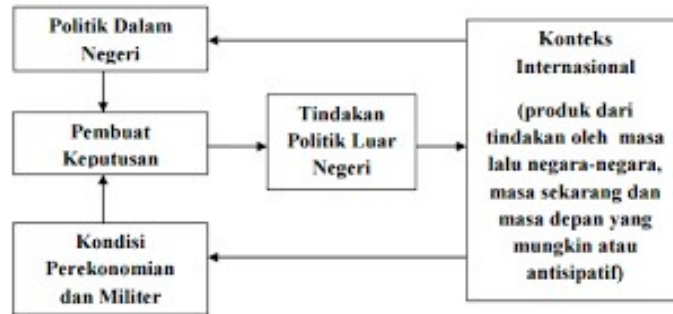 Politik Dalam
Negeri
Pembuat
Keputusan
Kondisi
Perekonomian
dan Militer
Tindakan
Politik Luar
Negeri
Konteks
Internasional
(produk dari
tindakan oleh masa
lalu negara-negara,
masa sekarang dan
masa depan yang
mungkin atau
antisipatif)